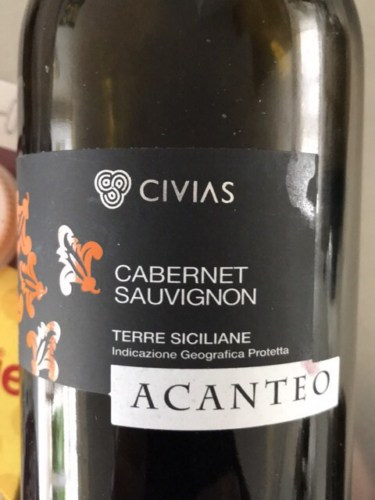 CIVIAS
CABERNET
SAUVIGNON
TERRE SICILIANE
Indicazione Geografica Protetta
ACANTEO